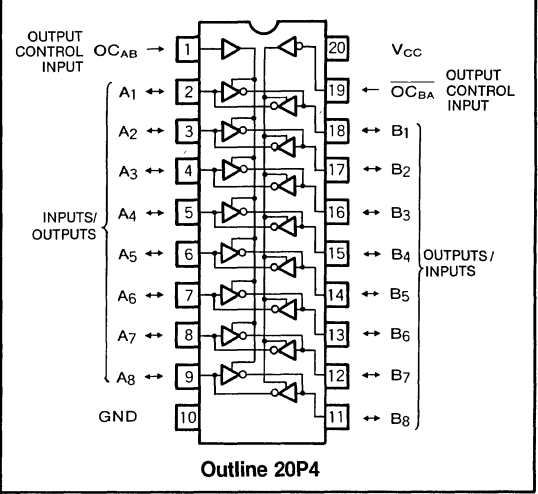 OUTPUT CONTROL INPUT OCAB → 1
20 VCC
A1 ↔ 2
19 ← OCBA OUTPUT CONTROL INPUT
A2 ↔ 3
18 ↔ B1
A3 ↔ 4
17 ↔ B2
INPUTS/ OUTPUTS
A4 ↔ 5
16 ↔ B3
A5 ↔ 6
15 ↔ B4
OUTPUTS/ INPUTS
A6 ↔ 7
14 ↔ B5
A7 ↔ 8
13 ↔ B6
A8 ↔ 9
12 ↔ B7
GND 10
11 ↔ B8
Outline 20P4